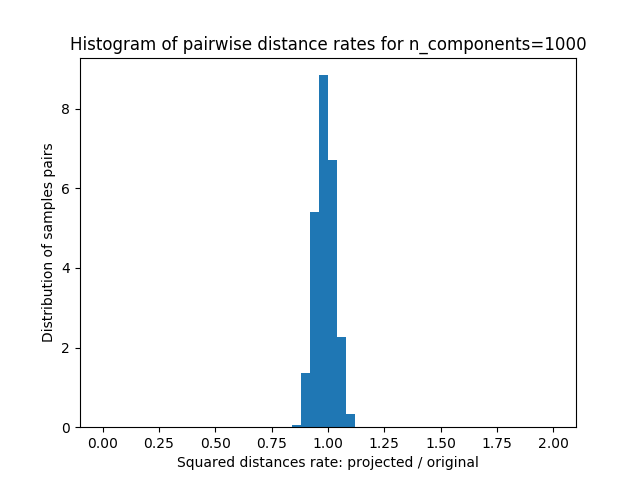 Histogram of pairwise distance rates for n_components=1000
Distribution of samples pairs
8
6
4
2
0
0.00 0.25 0.50 0.75 1.00 1.25 1.50 1.75 2.00
Squared distances rate: projected / original